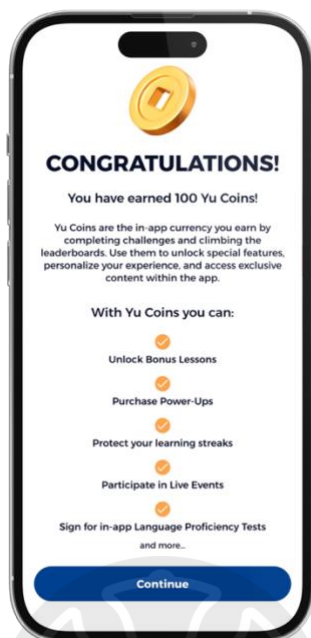 CONGRATULATIONS!
You have earned 100 Yu Coins!
Yu Coins are the in-app currency you earn by
completing challenges and climbing the
leaderboards. Use them to unlock special features,
personalize your experience, and access exclusive
content within the app.
With Yu Coins you can:
Unlock Bonus Lessons
Purchase Power-Ups
Protect your learning streaks
Participate in Live Events
Sign for in-app Language Proficiency Tests
and more...
Continue